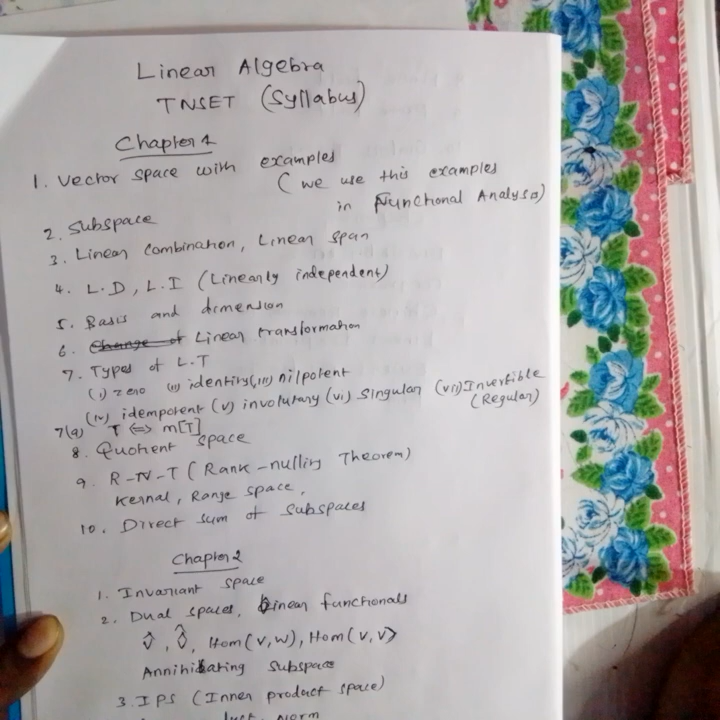 Linear Algebra
TNSET (Syllabus)
Chapter 1
1. Vector space with examples
(we use this examples
in Functional Analysis)
2. Subspace
3. Linear Combination, Linear span
4. L.D, L.I (Linearly independent)
5. Basis and dimension
6. Change of Linear transformation
7. Types of L.T
(i) zero (ii) identity (iii) nilpotent
(iv) idempotent (v) involutary (vi) Singular (vii) Invertible
(Regular)
7(a) T ⇔ m[T]
8. Quotient space
9. R-N-T (Rank-nullity Theorem)
Kernal, Range space,
10. Direct sum of subspaces
Chapter 2
1. Invariant space
2. Dual spaces, Linear functionals
Hom(V,W), Hom(V,V)
Annihilating Subspace
3. IPS (Inner product space)
norm